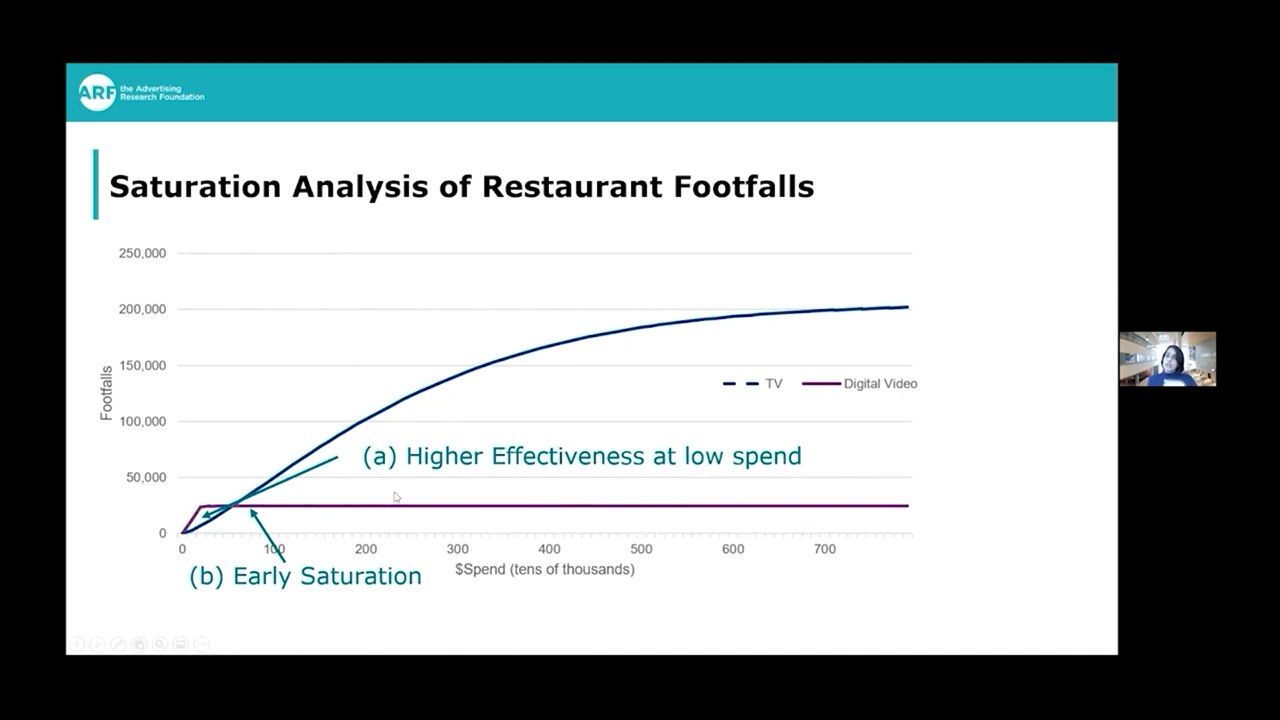 ARF the Advertising
Research Foundation
Saturation Analysis of Restaurant Footfalls
250,000
200,000
150,000
100,000
50,000
0
Footfalls
TV
Digital Video
(a) Higher Effectiveness at low spend
0 100 200 300 400 500 600 700
$Spend (tens of thousands)
(b) Early Saturation